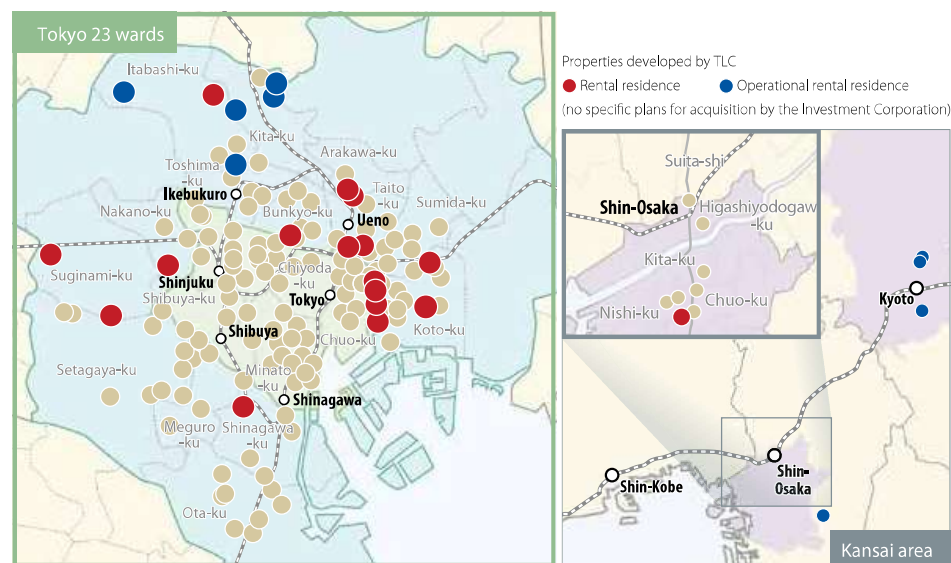 Tokyo 23 wards
Itabashi-ku
Kita-ku
Arakawa-ku
Toshima
-ku
Taito
-ku
Ikebukuro
Sumida-ku
Nakano-ku
Bunkyo-ku
Ueno
Suginami-ku
Chiyoda
-ku
Shinjuku
Shibuya-ku
Tokyo
Shibuya
Chuo-ku
Koto-ku
Setagaya-ku
Minato
-ku
Shinagawa
Meguro
-ku
Shinagawa
-ku
Ota-ku
Properties developed by TLC
Rental residence
Operational rental residence
(no specific plans for acquisition by the Investment Corporation)
Suita-shi
Shin-Osaka
Higashiyodogaw
-ku
Kita-ku
Nishi-ku
Chuo-ku
Kyoto
Shin-Kobe
Shin-
Osaka
Kansai area